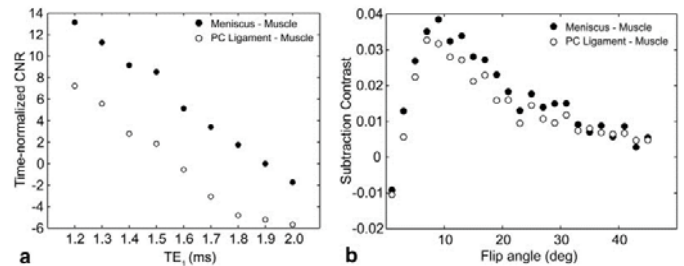 14
12
10
8
6
4
2
0
-2
-4
-6
Time-normalized CNR
Meniscus - Muscle
PC Ligament - Muscle
1.2 1.3 1.4 1.5 1.6 1.7 1.8 1.9 2.0
TE₁ (ms)
a
0.04
0.03
0.02
0.01
0
-0.01
-0.02
Subtraction Contrast
Meniscus - Muscle
PC Ligament - Muscle
0 10 20 30 40 50
Flip angle (deg)
b